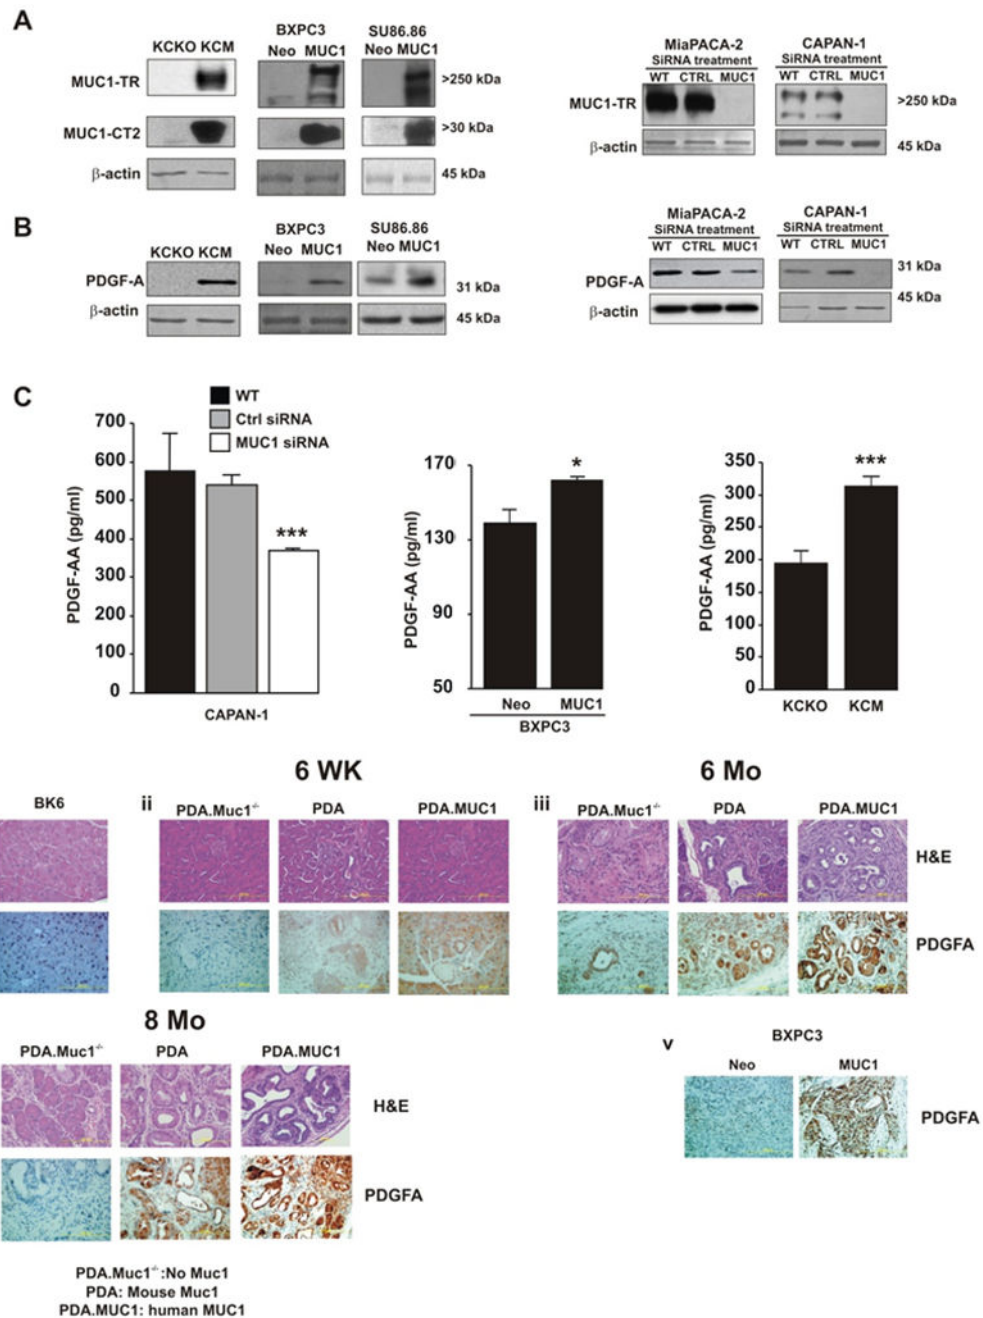 A
KCKO KCM
BXPC3
Neo MUC1
SU86.86
Neo MUC1
MUC1-TR
>250 kDa
MUC1-CT2
>30 kDa
β-actin
45 kDa
MiaPACA-2
SiRNA treatment
WT CTRL MUC1
CAPAN-1
SiRNA treatment
WT CTRL MUC1
MUC1-TR
>250 kDa
β-actin
45 kDa
B
KCKO KCM
BXPC3
Neo MUC1
SU86.86
Neo MUC1
PDGF-A
31 kDa
β-actin
45 kDa
MiaPACA-2
SiRNA treatment
WT CTRL MUC1
CAPAN-1
SiRNA treatment
WT CTRL MUC1
PDGF-A
31 kDa
45 kDa
β-actin
C
WT
Ctrl siRNA
MUC1 siRNA
PDGF-AA (pg/ml)
700
600
500
400
300
200
100
0
***
CAPAN-1
PDGF-AA (pg/ml)
170
130
90
50
*
Neo MUC1
BXPC3
PDGF-AA (pg/ml)
350
300
250
200
150
100
50
0
***
KCKO KCM
6 WK
6 Mo
BK6
ii
PDA.Muc1-/- PDA PDA.MUC1
iii
PDA.Muc1-/- PDA PDA.MUC1
H&E
PDGFA
8 Mo
PDA.Muc1-/- PDA PDA.MUC1
H&E
PDGFA
v
BXPC3
Neo MUC1
PDGFA
PDA.Muc1-/-:No Muc1
PDA: Mouse Muc1
PDA.MUC1: human MUC1